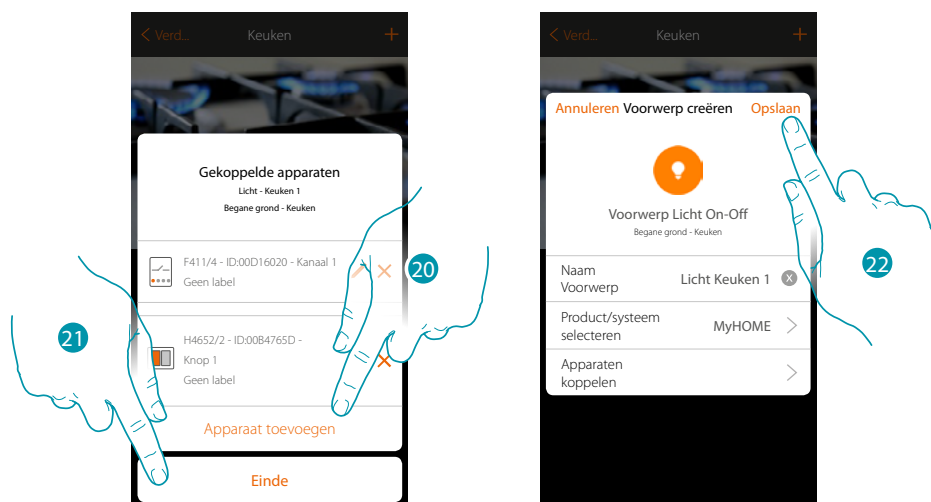 Verd...
Keuken
Gekoppelde apparaten
Licht - Keuken 1
Begane grond - Keuken
F411/4 - ID:00D16020 - Kanaal 1
Geen label
H4652/2 - ID:00B4765D -
Knop 1
Geen label
Apparaat toevoegen
Einde
20
21
Verd...
Keuken
Annuleren Voorwerp creëren Opslaan
Voorwerp Licht On-Off
Begane grond - Keuken
Naam
Voorwerp
Licht Keuken 1
Product/systeem
selecteren
MyHOME
Apparaten
koppelen
22